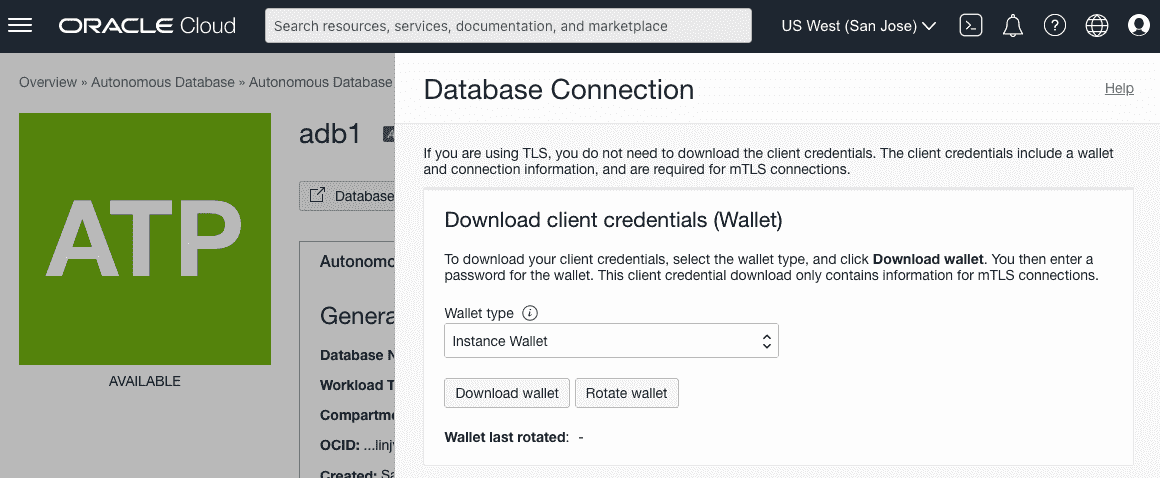 ORACLE Cloud
Search resources, services, documentation, and marketplace
US West (San Jose)
Overview » Autonomous Database » Autonomous Database
Database Connection
Help
ATP
AVAILABLE
adb1
Database
Autonomo
Genera
Database N
Workload T
Compartme
OCID: ...linj
Created: Sa
If you are using TLS, you do not need to download the client credentials. The client credentials include a wallet
and connection information, and are required for mTLS connections.
Download client credentials (Wallet)
To download your client credentials, select the wallet type, and click Download wallet. You then enter a
password for the wallet. This client credential download only contains information for mTLS connections.
Wallet type
Instance Wallet
Download wallet
Rotate wallet
Wallet last rotated: -